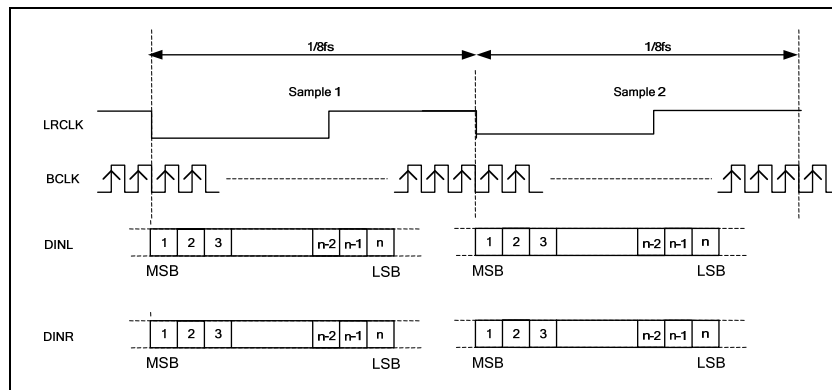 1/8fs 1/8fs
Sample 1 Sample 2
LRCLK
BCLK
DINL 1 2 3 n-2 n-1 n 1 2 3 n-2 n-1 n
MSB LSB MSB LSB
DINR 1 2 3 n-2 n-1 n 1 2 3 n-2 n-1 n
MSB LSB MSB LSB